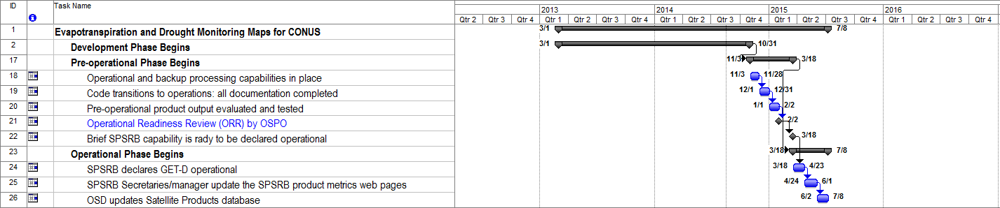 ID Task Name
2013 2014 2015 2016
Qtr 2 Qtr 3 Qtr 4 Qtr 1 Qtr 2 Qtr 3 Qtr 4 Qtr 1 Qtr 2 Qtr 3 Qtr 4 Qtr 1 Qtr 2 Qtr 3 Qtr 4 Qtr 1 Qtr 2 Qtr 3 Qtr 4
1 Evapotranspiration and Drought Monitoring Maps for CONUS 3/1 7/8
2 Development Phase Begins 3/1 10/31
17 Pre-operational Phase Begins 11/3 3/18
18 Operational and backup processing capabilities in place 11/3 11/28
19 Code transitions to operations: all documentation completed 12/1 12/31
20 Pre-operational product output evaluated and tested 1/1 2/2
21 Operational Readiness Review (ORR) by OSPO 2/2
22 Brief SPSRB capability is rady to be declared operational 3/18
23 Operational Phase Begins 3/18 7/8
24 SPSRB declares GET-D operational 3/18 4/23
25 SPSRB Secretaries/manager update the SPSRB product metrics web pages 4/24 6/1
26 OSD updates Satellite Products database 6/2 7/8